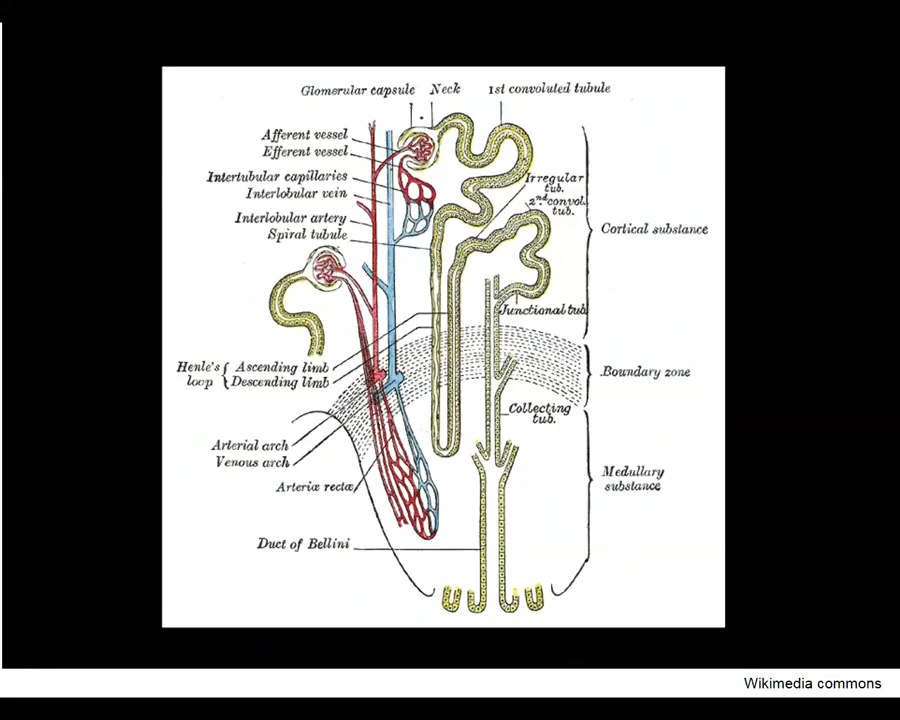 Glomerular capsule
Neck
1st convoluted tubule
Afferent vessel
Efferent vessel
Intertubular capillaries
Interlobular vein
Interlobular artery
Spiral tubule
Irregular
tub.
2nd convol.
tub.
Cortical substance
Junctional tub.
Henle's
loop
Ascending limb
Descending limb
Boundary zone
Collecting
tub.
Arterial arch
Venous arch
Arteriæ rectæ
Medullary
substance
Duct of Bellini
Wikimedia commons